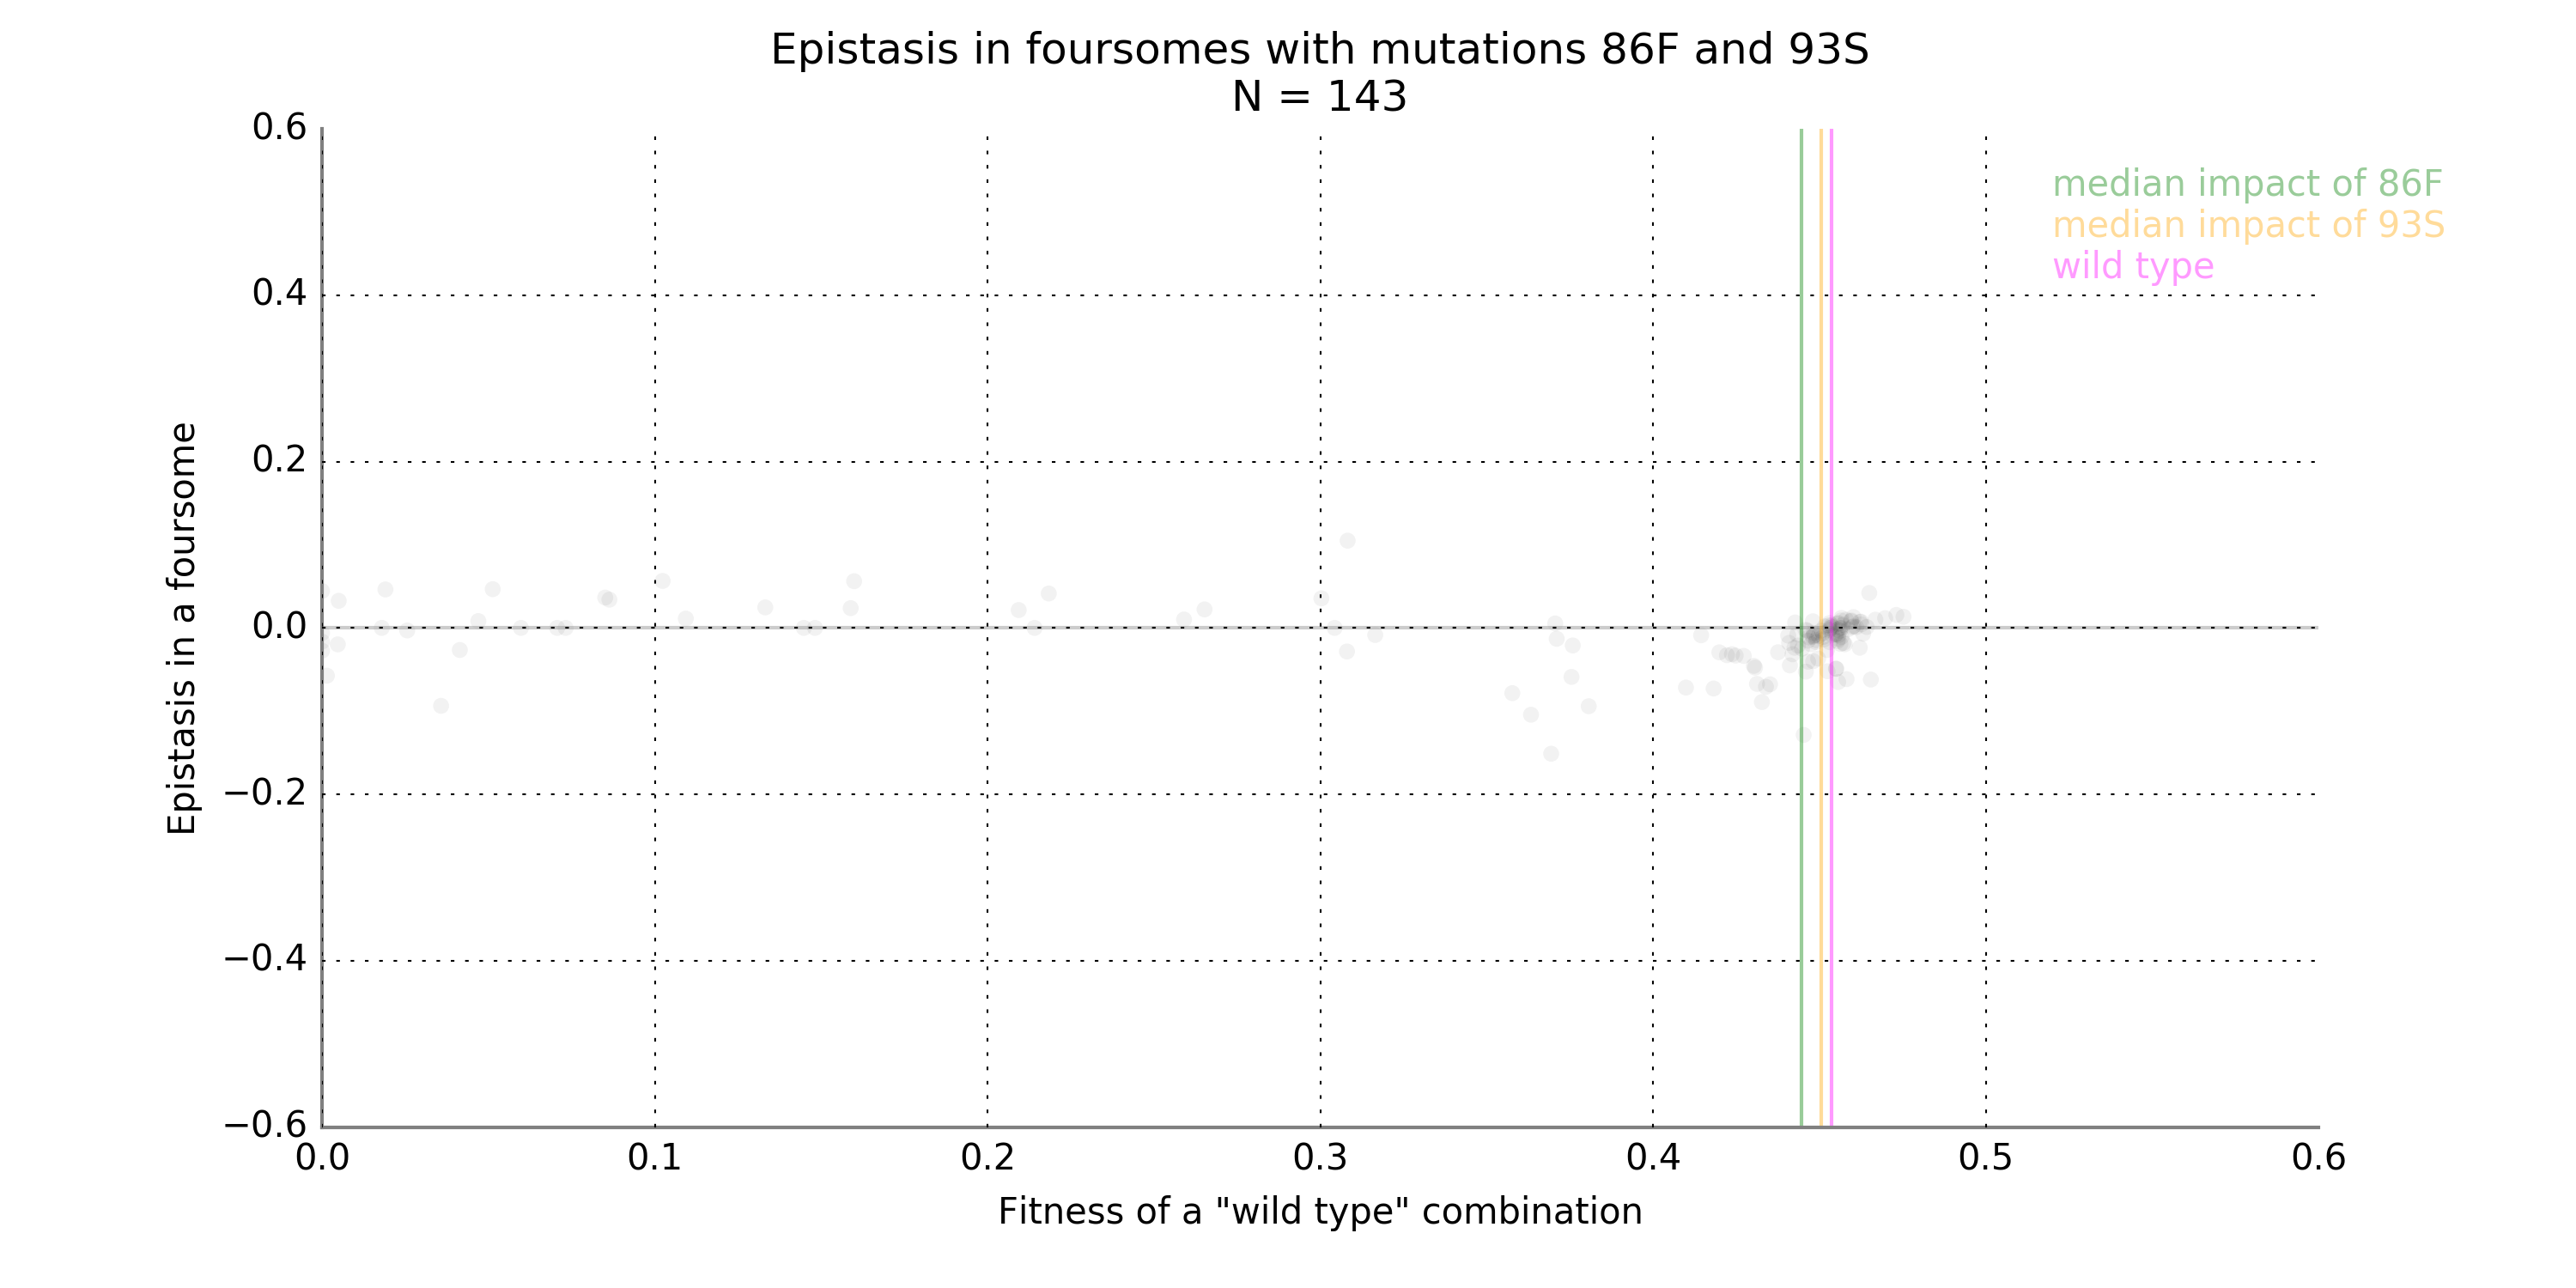 Epistasis in foursomes with mutations 86F and 93S
N = 143
0.6
median impact of 86F
median impact of 93S
wild type
0.4
0.2
0.0
−0.2
−0.4
−0.6
Epistasis in a foursome
0.0 0.1 0.2 0.3 0.4 0.5 0.6
Fitness of a "wild type" combination